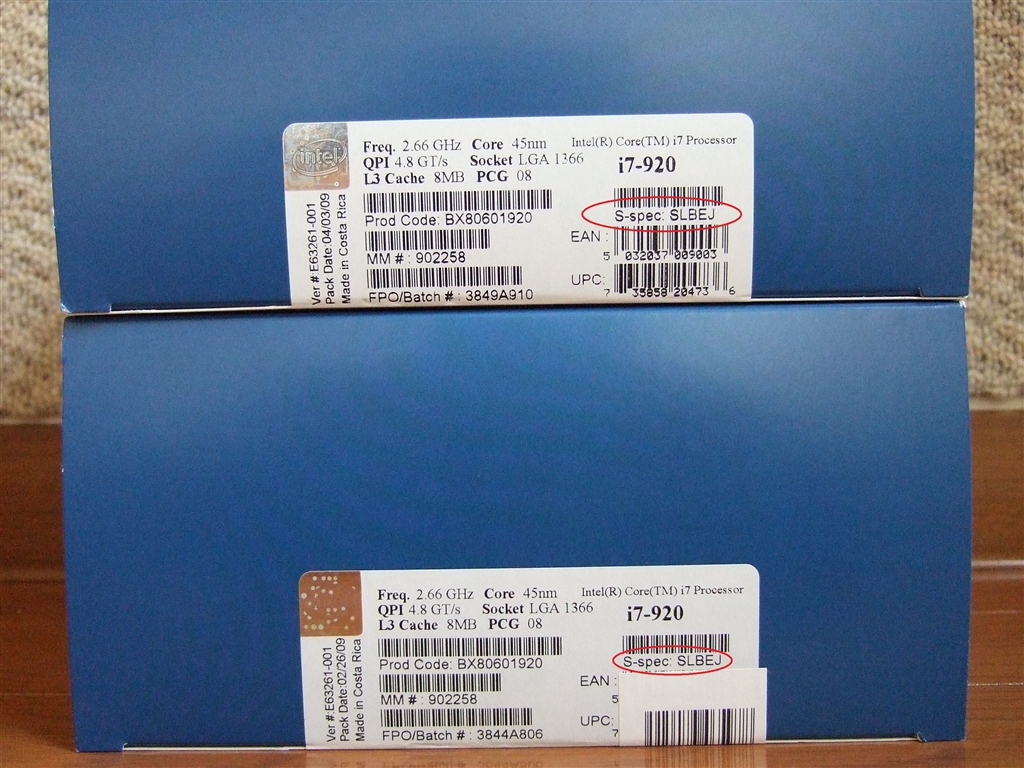 intel
Freq. 2.66 GHz Core 45nm
QPI 4.8 GT/s Socket LGA 1366
L3 Cache 8MB PCG 08
Intel(R) Core(TM) i7 Processor
i7-920
Ver #:E63261-001
Pack Date:04/03/09
Made in Costa Rica
Prod Code: BX80601920
MM # : 902258
FPO/Batch # : 3849A910
S-spec: SLBEJ
EAN :
5 032037 009003
UPC:
7 35858 20473 6
Freq. 2.66 GHz Core 45nm
QPI 4.8 GT/s Socket LGA 1366
L3 Cache 8MB PCG 08
Intel(R) Core(TM) i7 Processor
i7-920
Ver #:E63261-001
Pack Date:02/26/09
Made in Costa Rica
Prod Code: BX80601920
MM # : 902258
FPO/Batch # : 3844A806
S-spec: SLBEJ
EAN :
5
UPC:
7